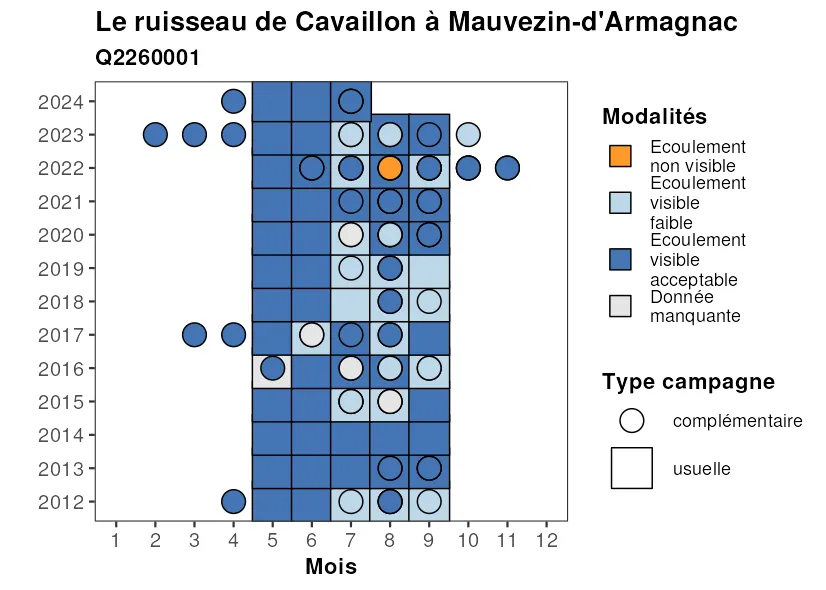 Le ruisseau de Cavaillon à Mauvezin-d'Armagnac
Q2260001
2024
2023
2022
2021
2020
2019
2018
2017
2016
2015
2014
2013
2012
1 2 3 4 5 6 7 8 9 10 11 12
Mois
Modalités
Ecoulement
non visible
Ecoulement
visible
faible
Ecoulement
visible
acceptable
Donnée
manquante
Type campagne
complémentaire
usuelle